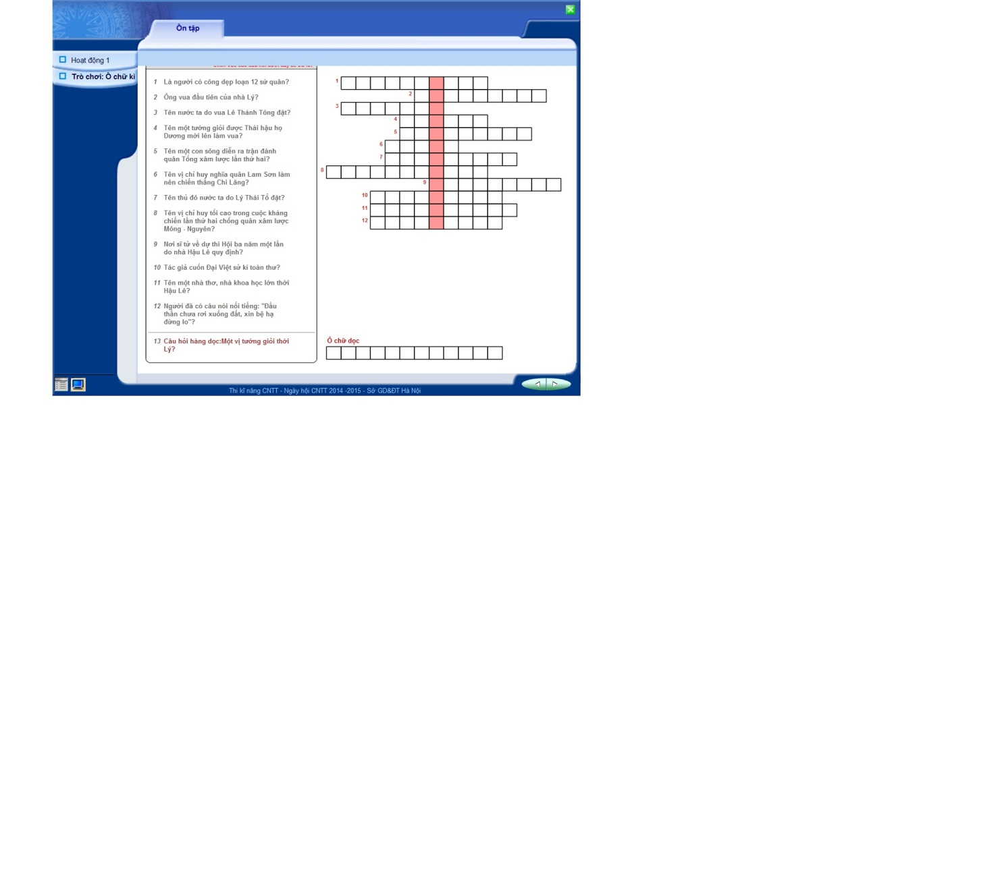 Ôn tập
Hoạt động 1
Trò chơi: Ô chữ kì
1 Là người có công dẹp loạn 12 sứ quân?
2 Ông vua đầu tiên của nhà Lý?
3 Tên nước ta do vua Lê Thánh Tông đặt?
4 Tên một tướng giỏi được Thái hậu họ
Dương mời lên làm vua?
5 Tên một con sông diễn ra trận đánh
quân Tống xâm lược lần thứ hai?
6 Tên vị chỉ huy nghĩa quân Lam Sơn làm
nên chiến thắng Chi Lăng?
7 Tên thủ đô nước ta do Lý Thái Tổ đặt?
8 Tên vị chỉ huy tối cao trong cuộc kháng
chiến lần thứ hai chống quân xâm lược
Mông - Nguyên?
9 Nơi sĩ tử về dự thi Hội ba năm một lần
do nhà Hậu Lê quy định?
10 Tác giả cuốn Đại Việt sử kí toàn thư?
11 Tên một nhà thơ, nhà khoa học lớn thời
Hậu Lê?
12 Người đã có câu nói nổi tiếng: "Đầu
thần chưa rơi xuống đất, xin bệ hạ
đừng lo"?
13 Câu hỏi hàng dọc:Một vị tướng giỏi thời
Lý?
1
2
3
4
5
6
7
8
9
10
11
12
Ô chữ dọc
Thi kĩ năng CNTT - Ngày hội CNTT 2014 -2015 - Sở GD&ĐT Hà Nội